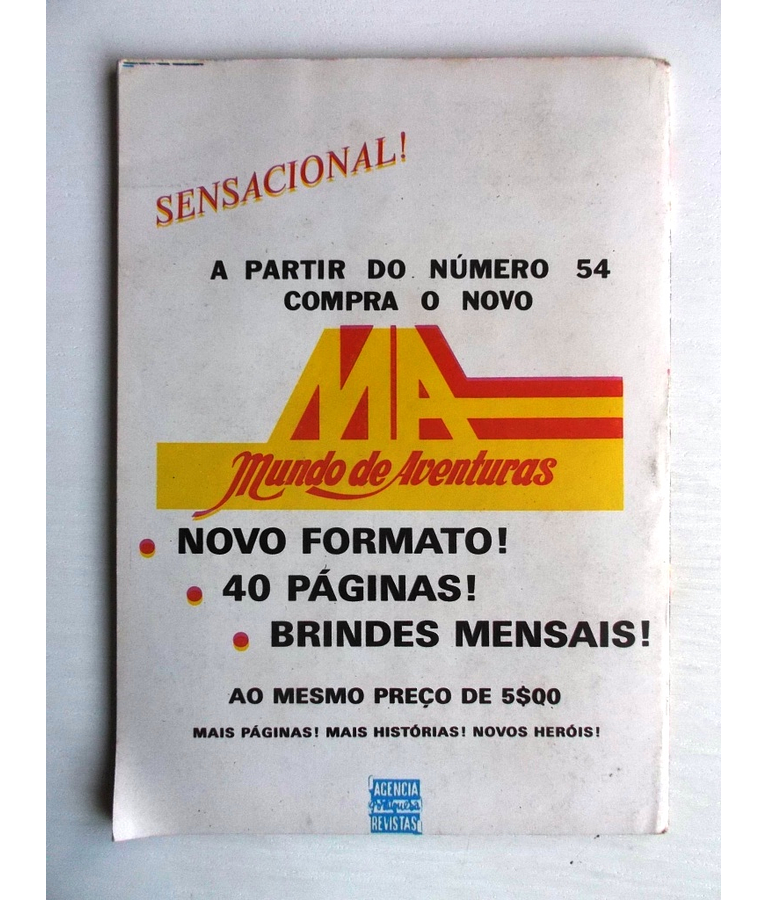 SENSACIONAL!
A PARTIR DO NÚMERO 54
COMPRA O NOVO
MA
Mundo de Aventuras
NOVO FORMATO!
40 PÁGINAS!
BRINDES MENSAIS!
AO MESMO PREÇO DE 5$00
MAIS PÁGINAS! MAIS HISTÓRIAS! NOVOS HERÓIS!
AGENCIA
Portuguesa
REVISTAS